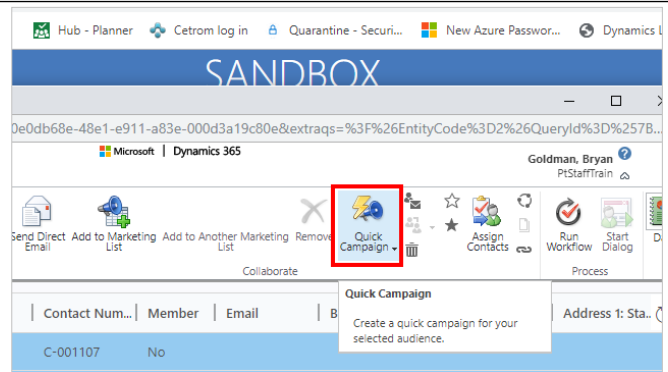 Hub - Planner Cetrom log in Quarantine - Securi... New Azure Passwor... Dynamics L
SANDBOX
0e0db68e-48e1-e911-a83e-000d3a19c80e&extraqs=%3F%26EntityCode%3D2%26QueryId%3D%257B...
Microsoft | Dynamics 365
Goldman, Bryan
PtStaffTrain
Send Direct Email
Add to Marketing List
Add to Another Marketing List
Remove
Quick Campaign
Assign Contacts
Run Workflow
Start Dialog
Collaborate
Process
Quick Campaign
Create a quick campaign for your
selected audience.
Contact Num... Member Email B Address 1: Sta..
C-001107 No